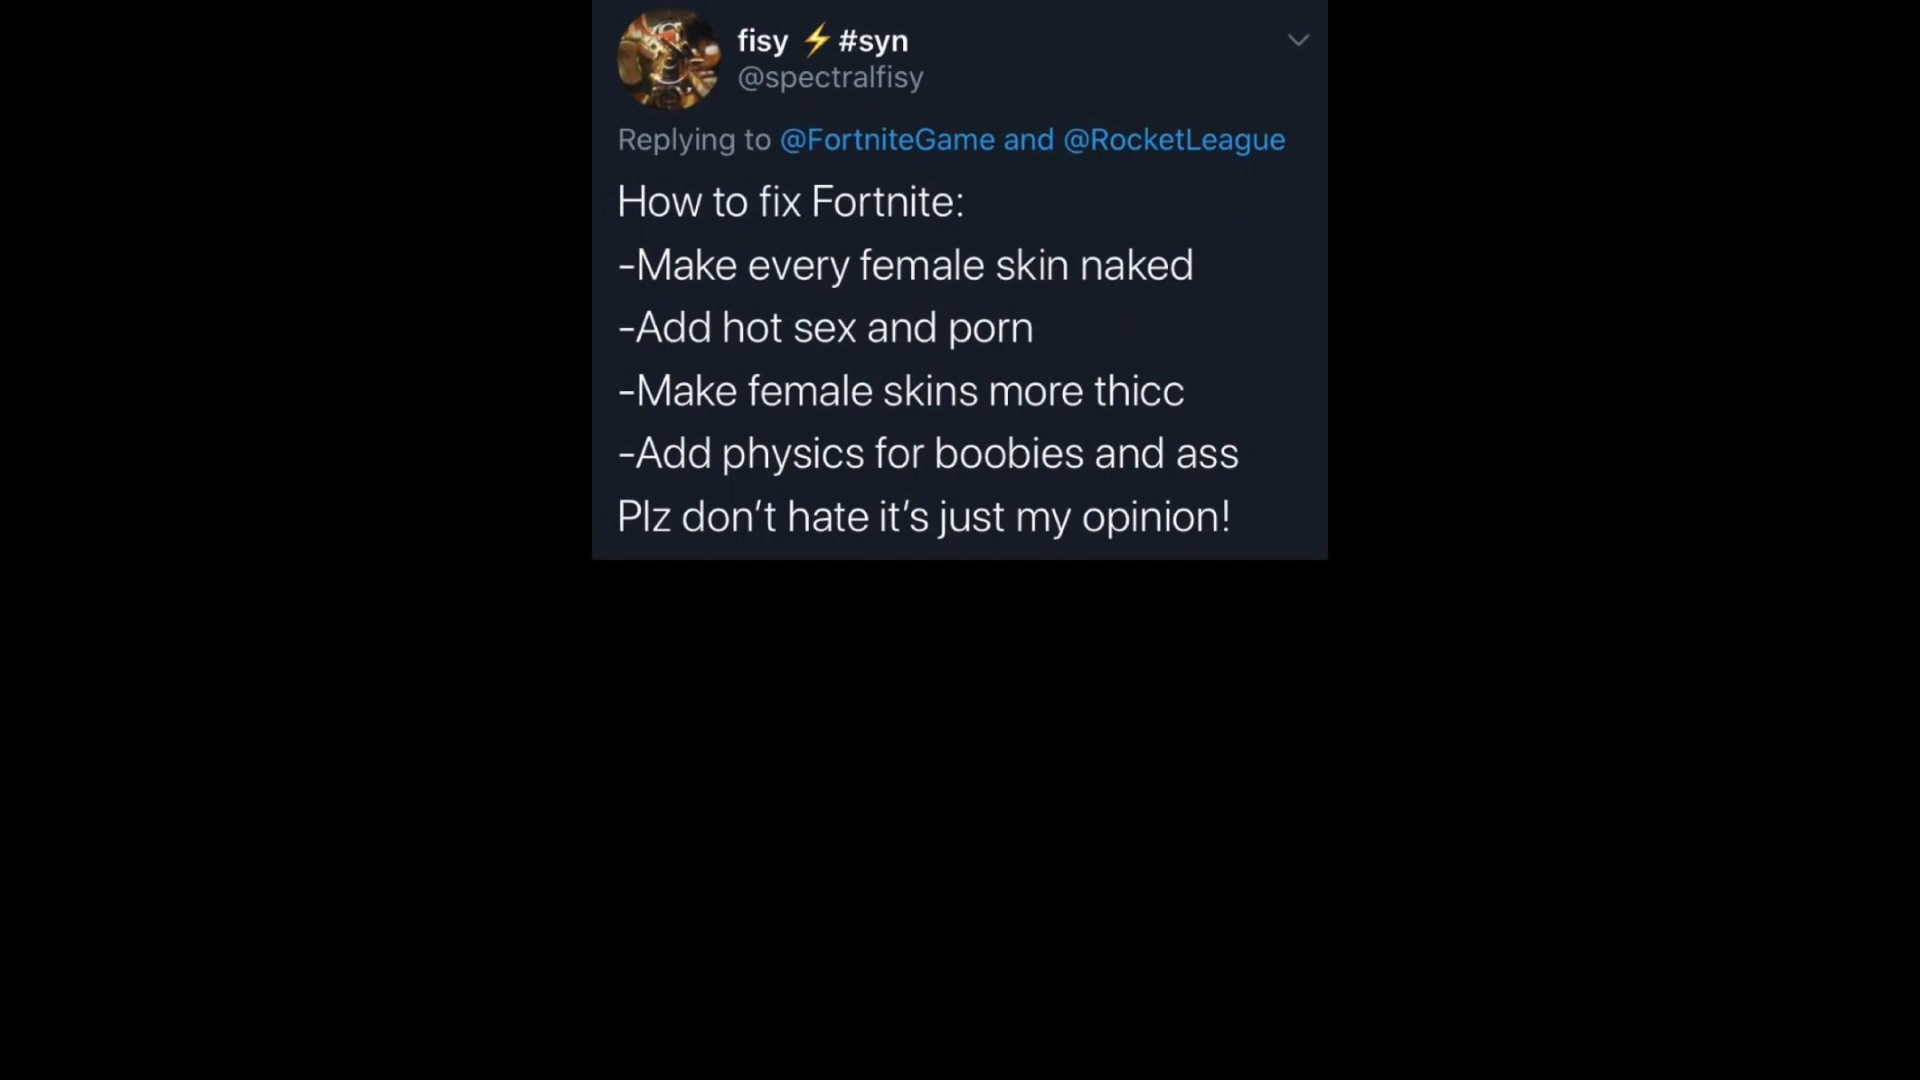 fisy ⚡ #syn
@spectralfisy
Replying to @FortniteGame and @RocketLeague
How to fix Fortnite:
-Make every female skin naked
-Add hot sex and porn
-Make female skins more thicc
-Add physics for boobies and ass
Plz don’t hate it’s just my opinion!